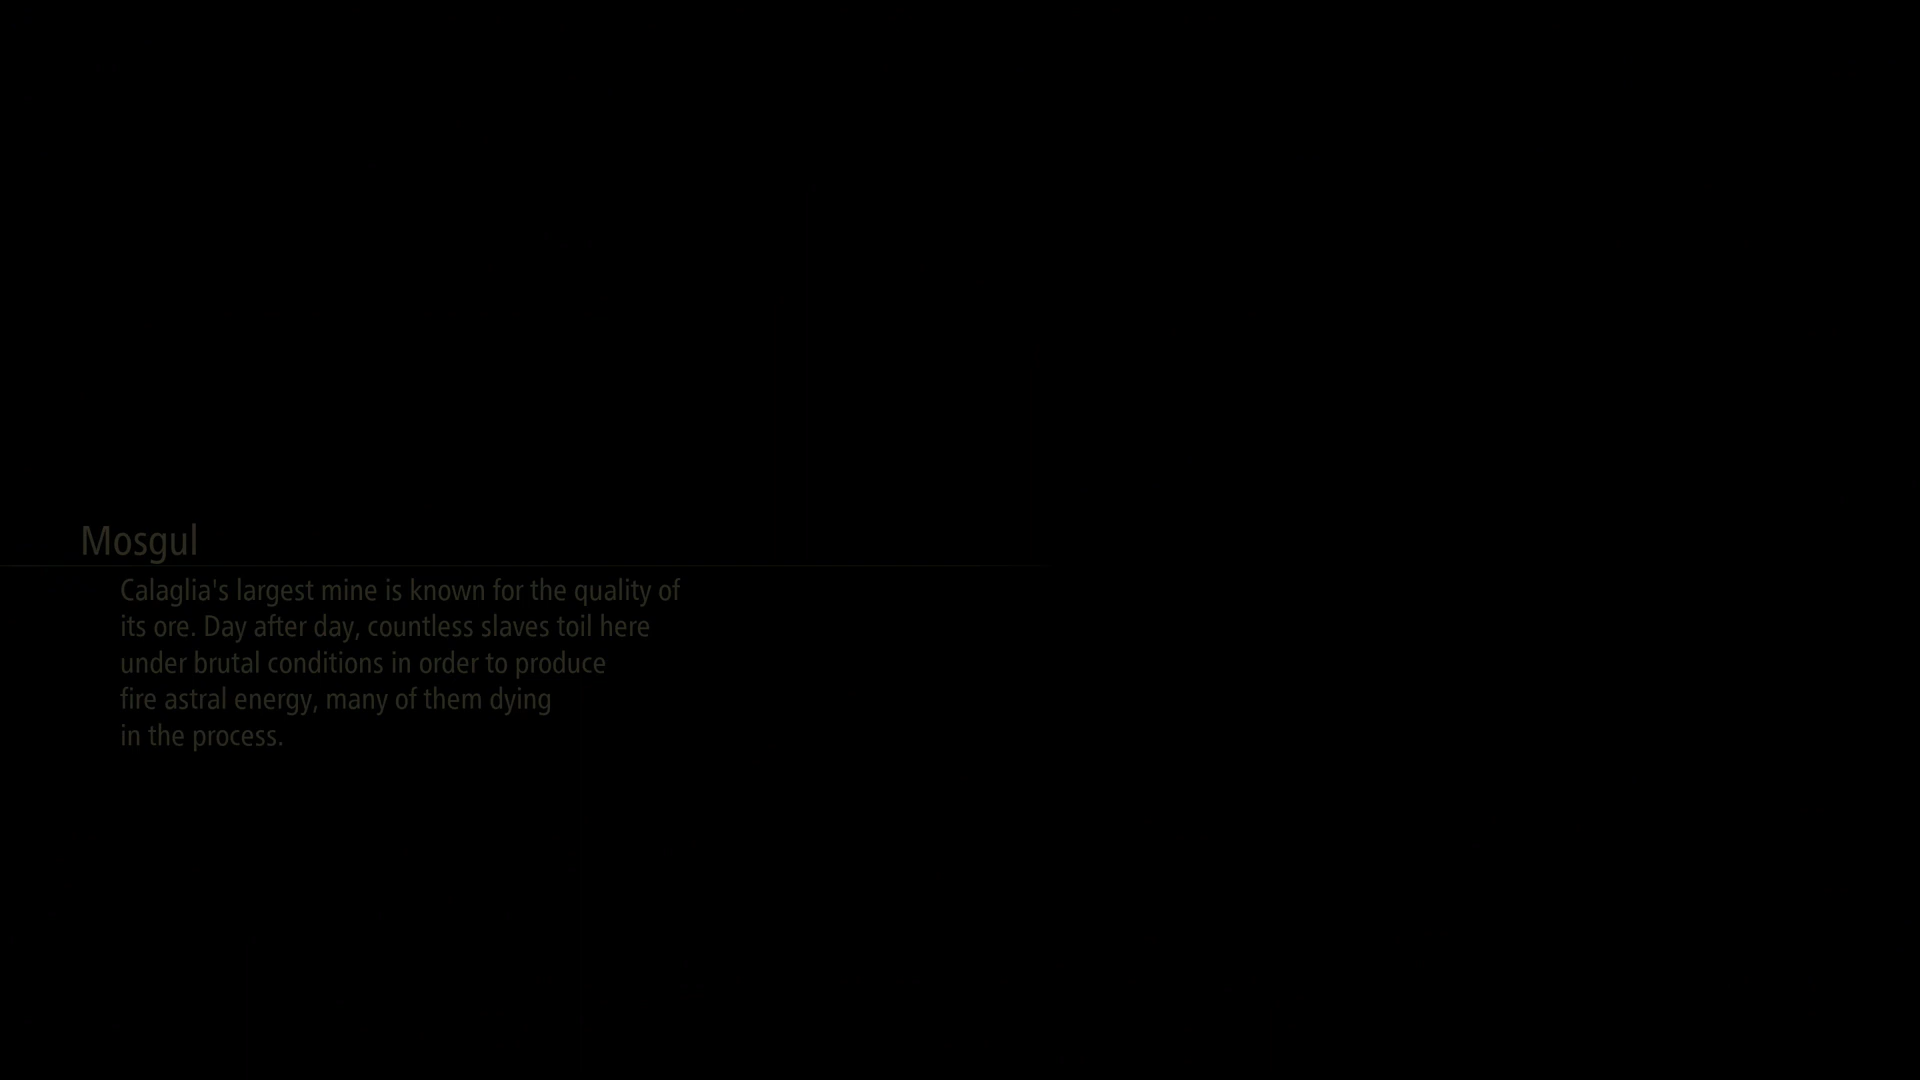 Mosgul
Calaglia's largest mine is known for the quality of
its ore. Day after day, countless slaves toil here
under brutal conditions in order to produce
fire astral energy, many of them dying
in the process.